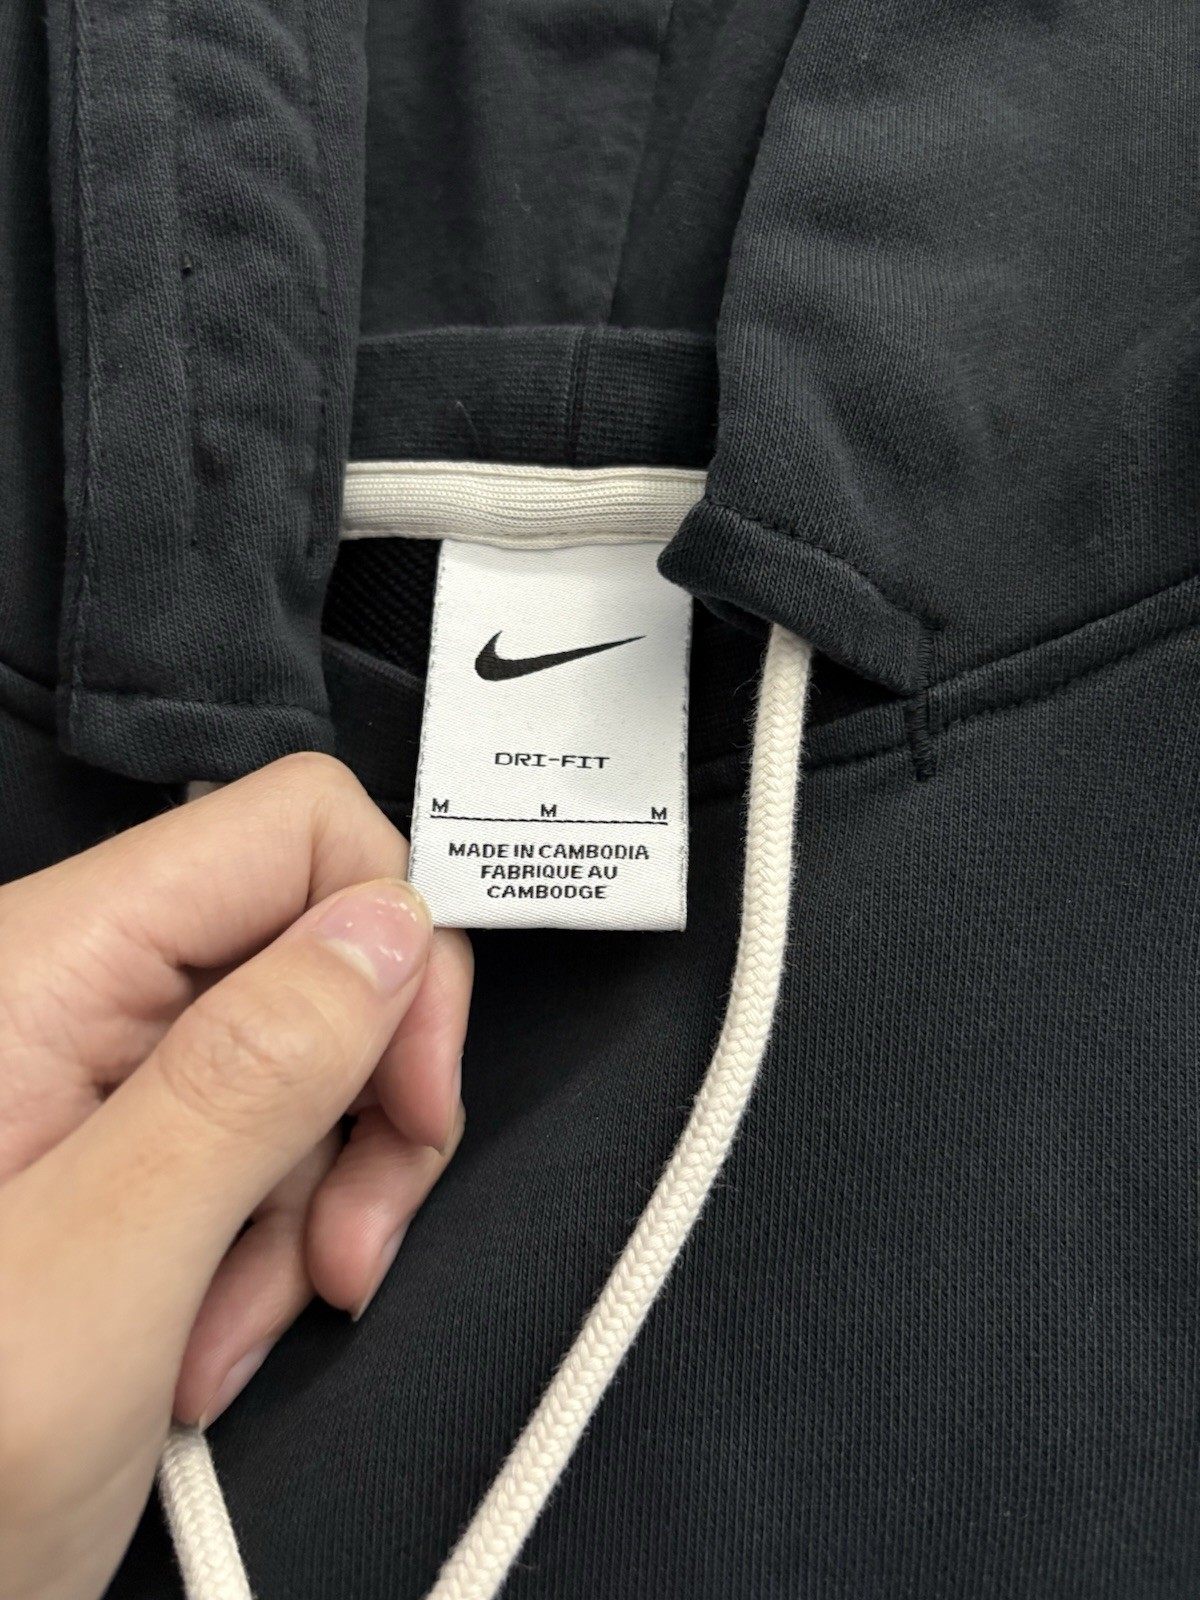 DRI-FIT
M M M
MADE IN CAMBODIA
FABRIQUE AU
CAMBODGE